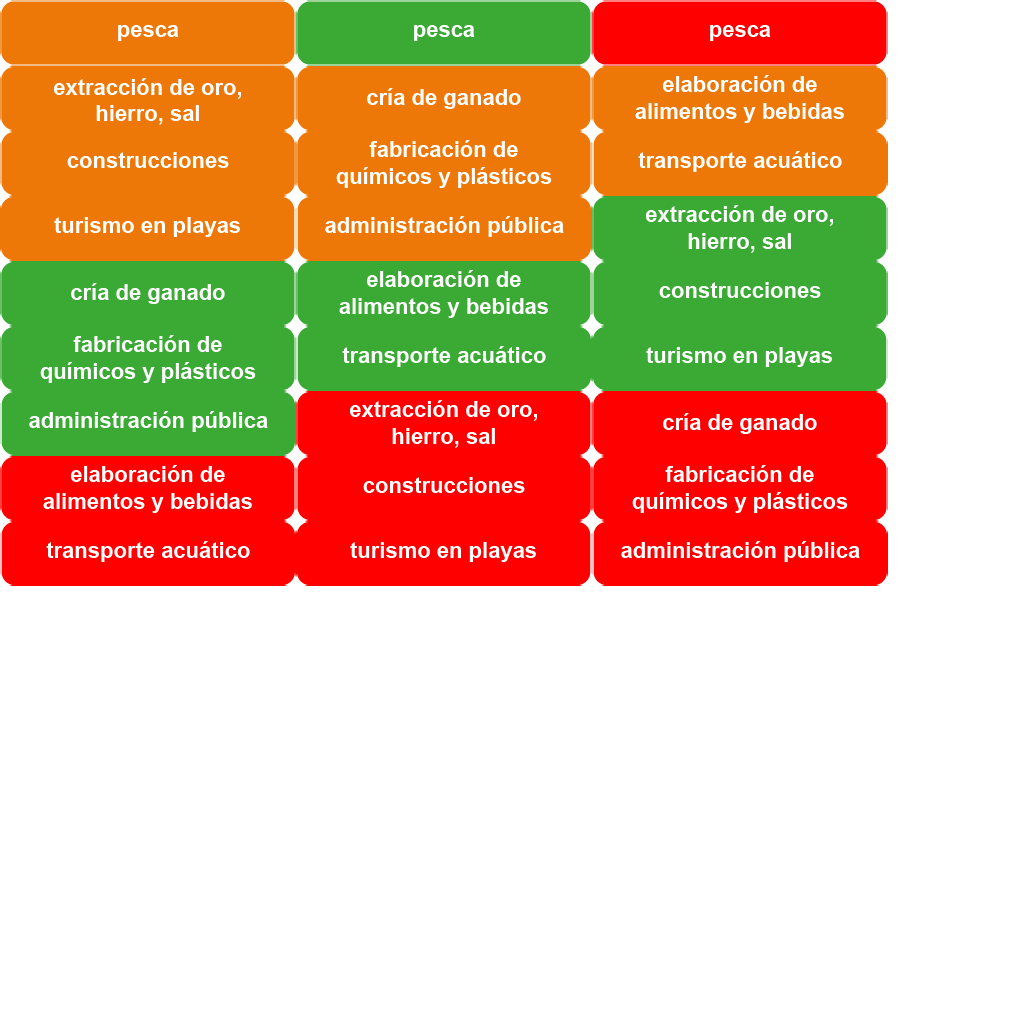 pesca
pesca
pesca
extracción de oro,
hierro, sal
cría de ganado
elaboración de
alimentos y bebidas
construcciones
fabricación de
químicos y plásticos
transporte acuático
turismo en playas
administración pública
extracción de oro,
hierro, sal
cría de ganado
elaboración de
alimentos y bebidas
construcciones
fabricación de
químicos y plásticos
transporte acuático
turismo en playas
administración pública
extracción de oro,
hierro, sal
cría de ganado
elaboración de
alimentos y bebidas
construcciones
fabricación de
químicos y plásticos
transporte acuático
turismo en playas
administración pública